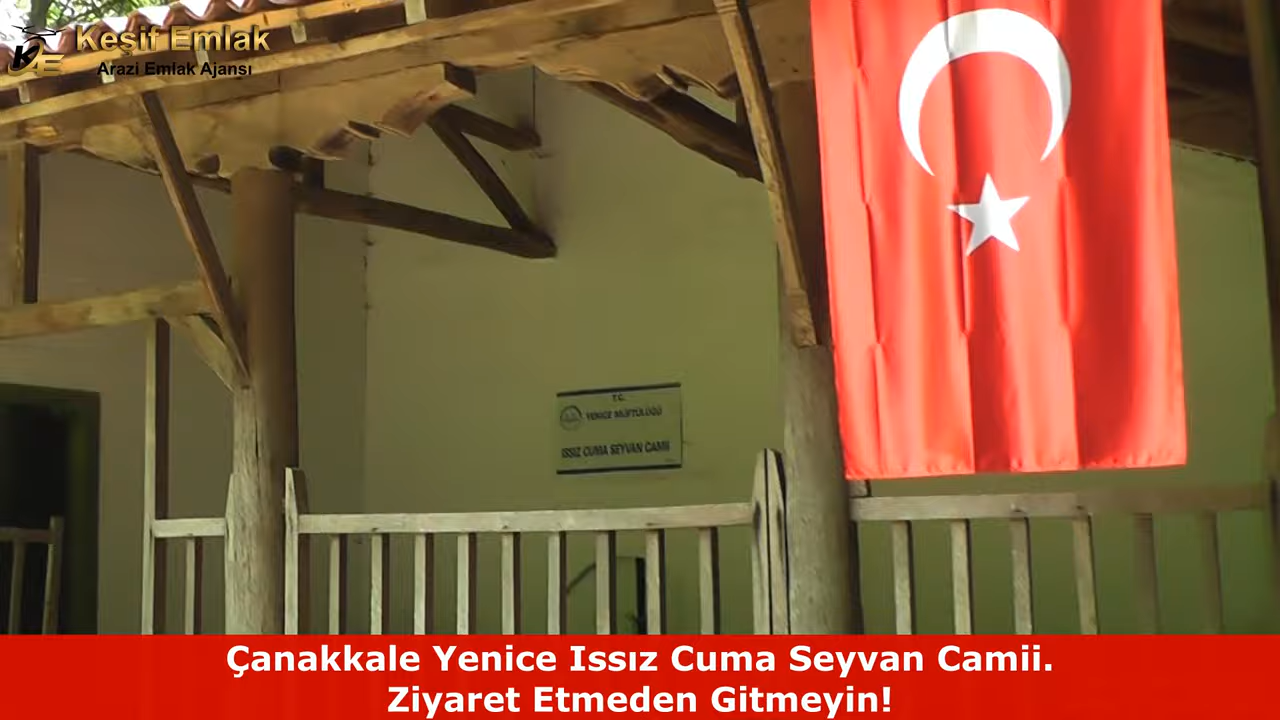 Keşif Emlak
Arazi Emlak Ajansı
T.C.
YENİCE MÜFTÜLÜĞÜ
ISSIZ CUMA SEYVAN CAMİİ
Çanakkale Yenice Issız Cuma Seyvan Camii.
Ziyaret Etmeden Gitmeyin!